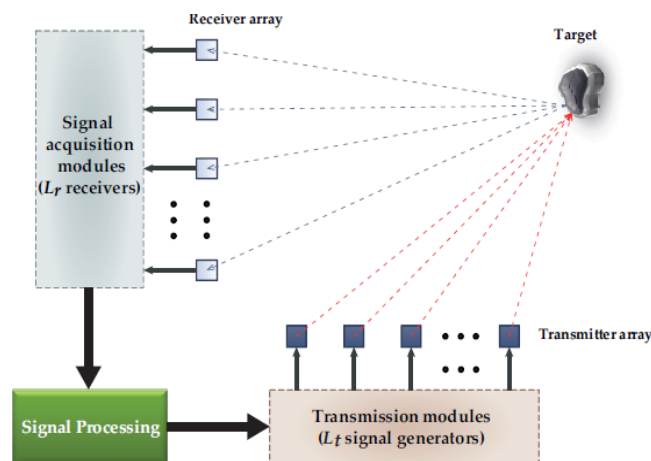 Receiver array
Target
Signal
acquisition
modules
(Lr receivers)
Transmitter array
Signal Processing
Transmission modules
(Lt signal generators)